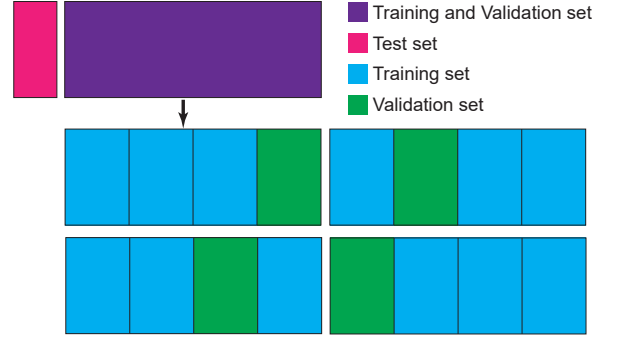 Training and Validation set
Test set
Training set
Validation set